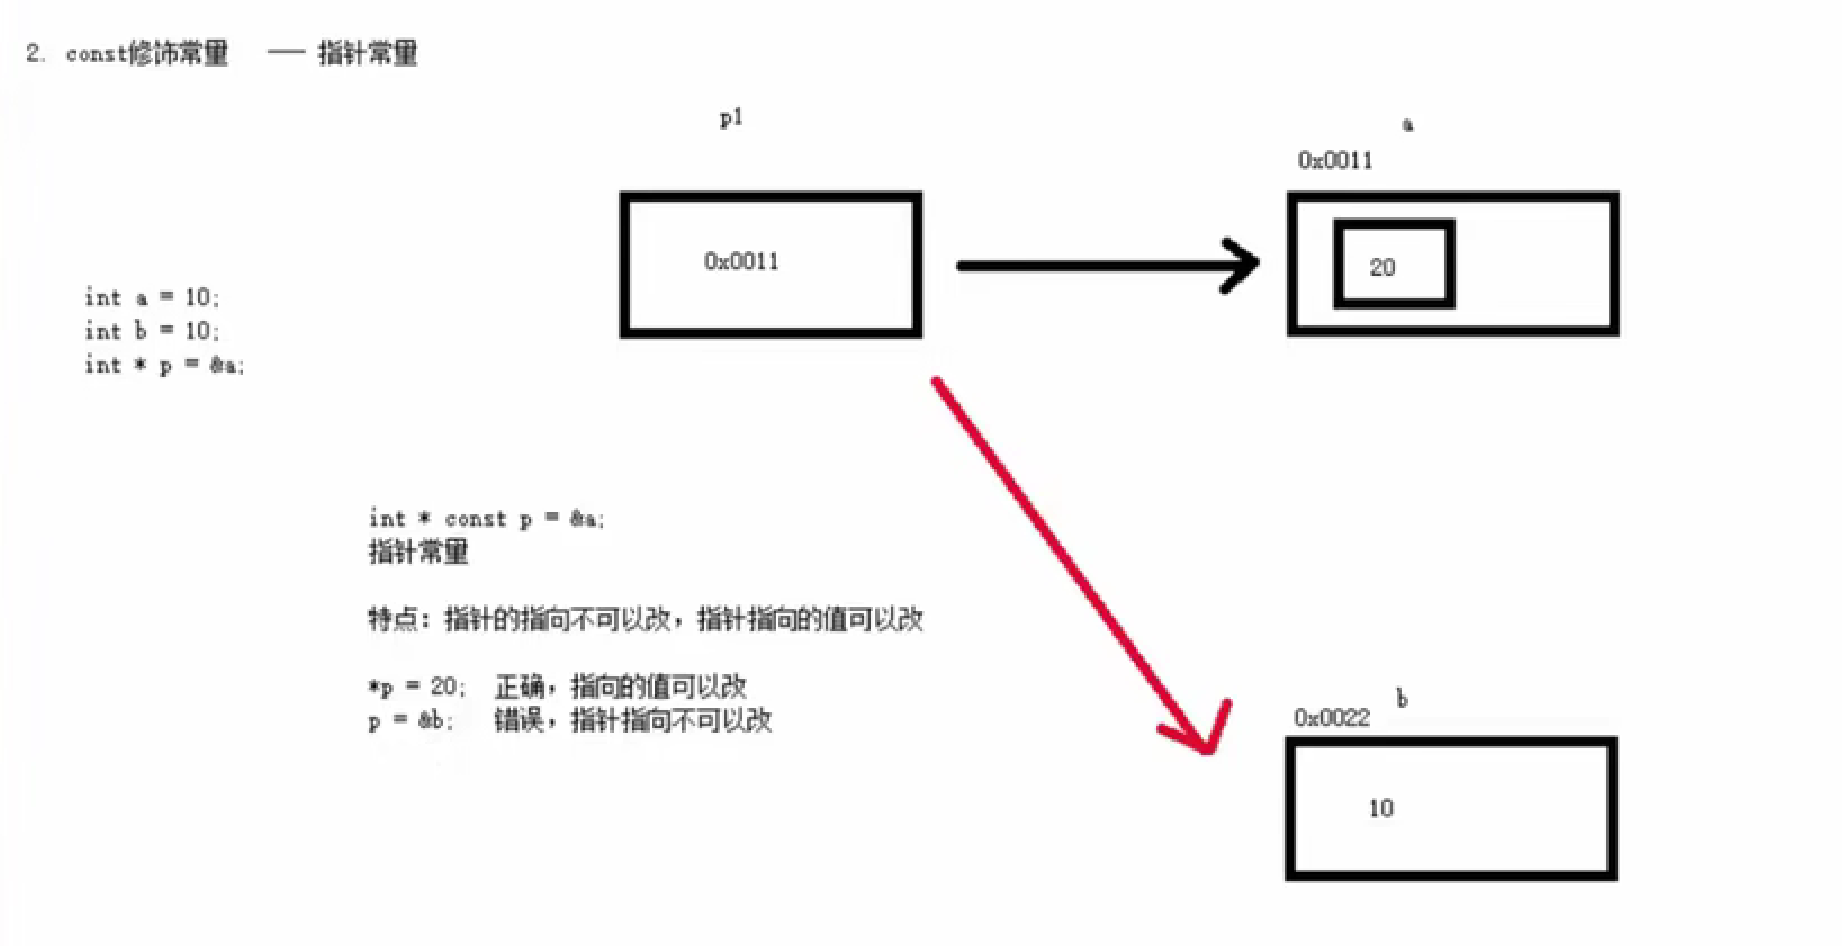 2. const修饰常量 —— 指针常量
p1
a
0x0011
0x0011
20
int a = 10;
int b = 10;
int * p = &a;
int * const p = &a;
指针常量
特点：指针的指向不可以改，指针指向的值可以改
*p = 20; 正确，指向的值可以改
p = &b; 错误，指针指向不可以改
b
0x0022
10